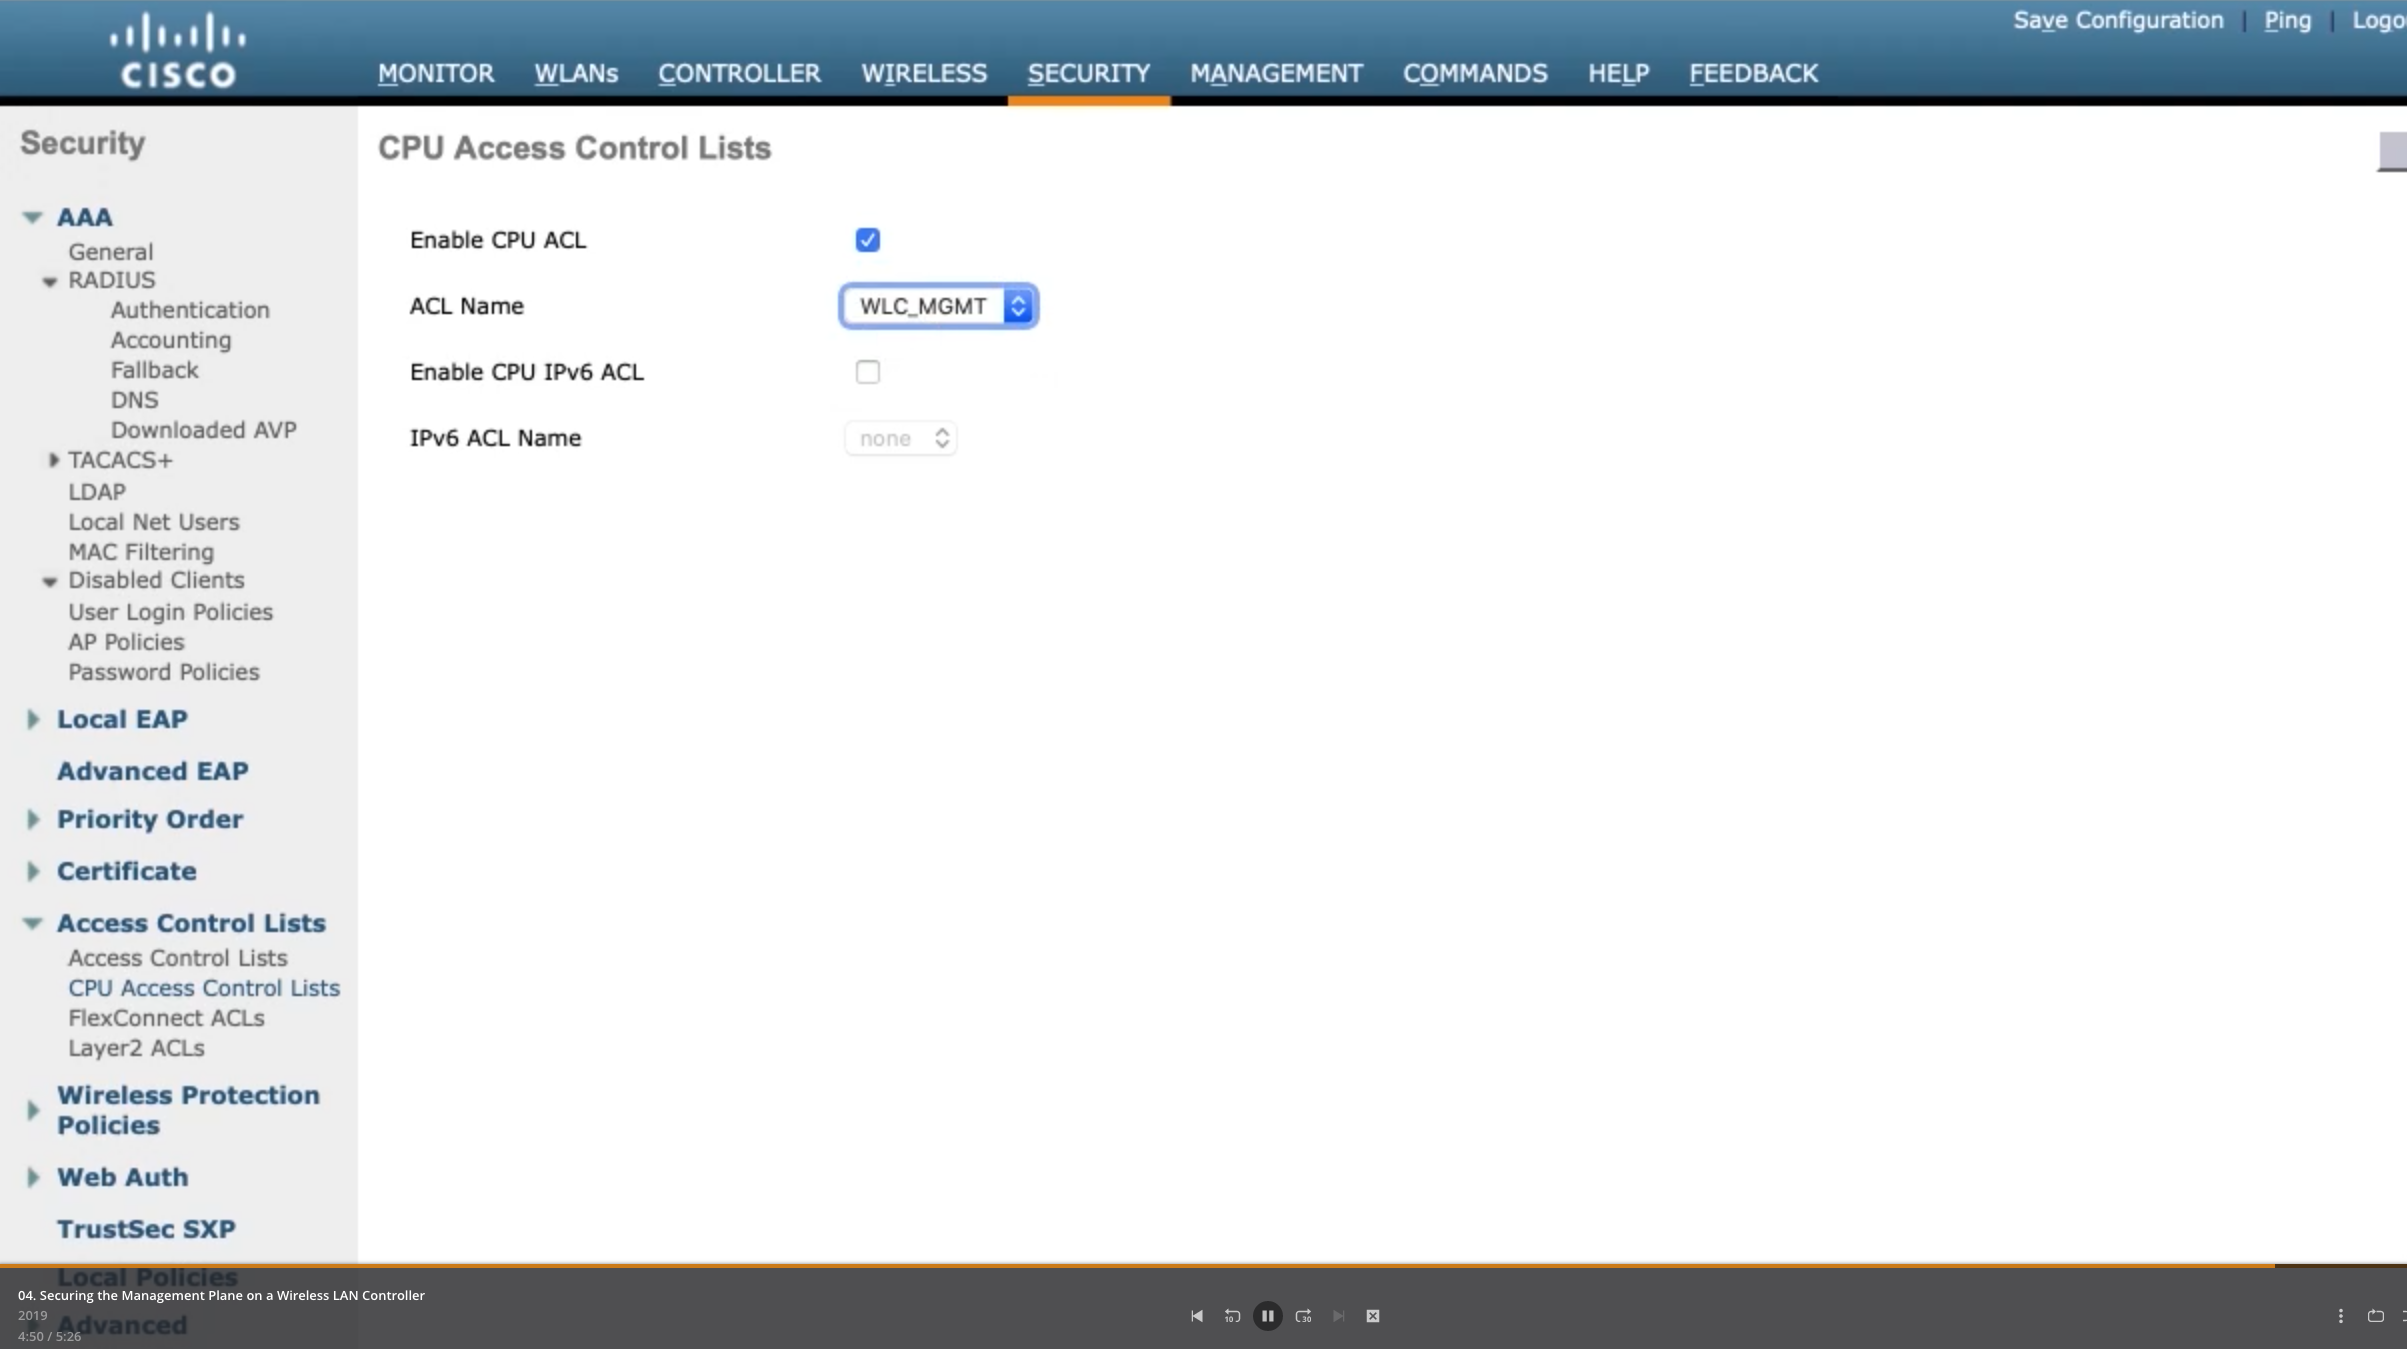 Save Configuration | Ping | Logo
CISCO
MONITOR WLANs CONTROLLER WIRELESS SECURITY MANAGEMENT COMMANDS HELP FEEDBACK
Security
AAA
General
RADIUS
Authentication
Accounting
Fallback
DNS
Downloaded AVP
TACACS+
LDAP
Local Net Users
MAC Filtering
Disabled Clients
User Login Policies
AP Policies
Password Policies
Local EAP
Advanced EAP
Priority Order
Certificate
Access Control Lists
Access Control Lists
CPU Access Control Lists
FlexConnect ACLs
Layer2 ACLs
Wireless Protection
Policies
Web Auth
TrustSec SXP
Local Policies
Advanced
CPU Access Control Lists
Enable CPU ACL
ACL Name WLC_MGMT
Enable CPU IPv6 ACL
IPv6 ACL Name none
04. Securing the Management Plane on a Wireless LAN Controller
2019
4:50 / 5:26
10
30